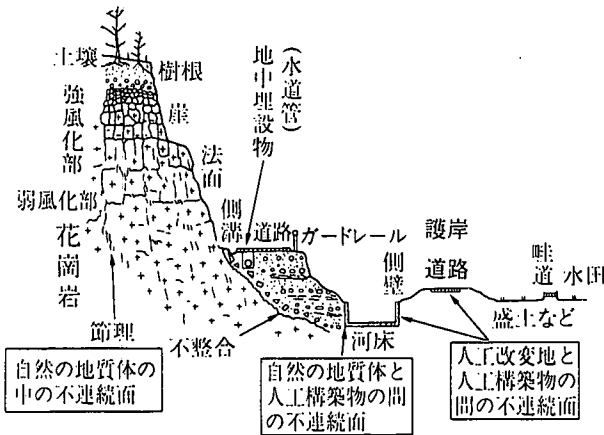 土壌
樹根
強風化部
崖
(水道管)
地中埋設物
法面
弱風化部
側溝
道路
ガードレール
護岸
道路
側壁
畦道
水田
花崗岩
節理
不整合
河床
盛土など
自然の地質体の
中の不連続面
自然の地質体と
人工構築物の間
の不連続面
人工改変地と
人工構築物の
間の不連続面